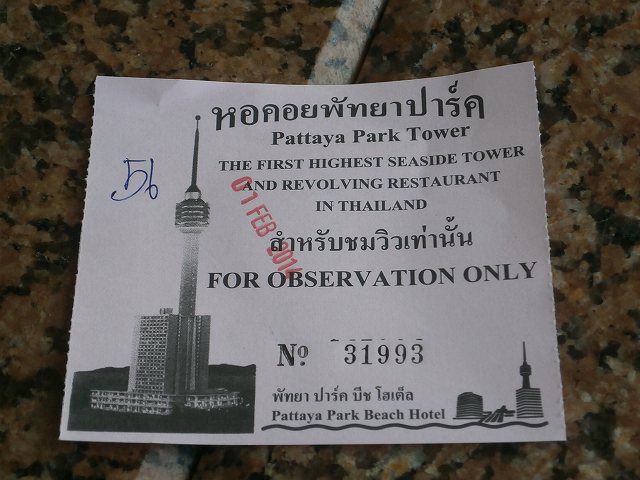 หอคอยพัทยาปาร์ค
Pattaya Park Tower
THE FIRST HIGHEST SEASIDE TOWER
AND REVOLVING RESTAURANT
IN THAILAND
01 FEB 2014
สำหรับชมวิวเท่านั้น
FOR OBSERVATION ONLY
56
Nº. 31993
พัทยา ปาร์ค บีช โฮเต็ล
Pattaya Park Beach Hotel